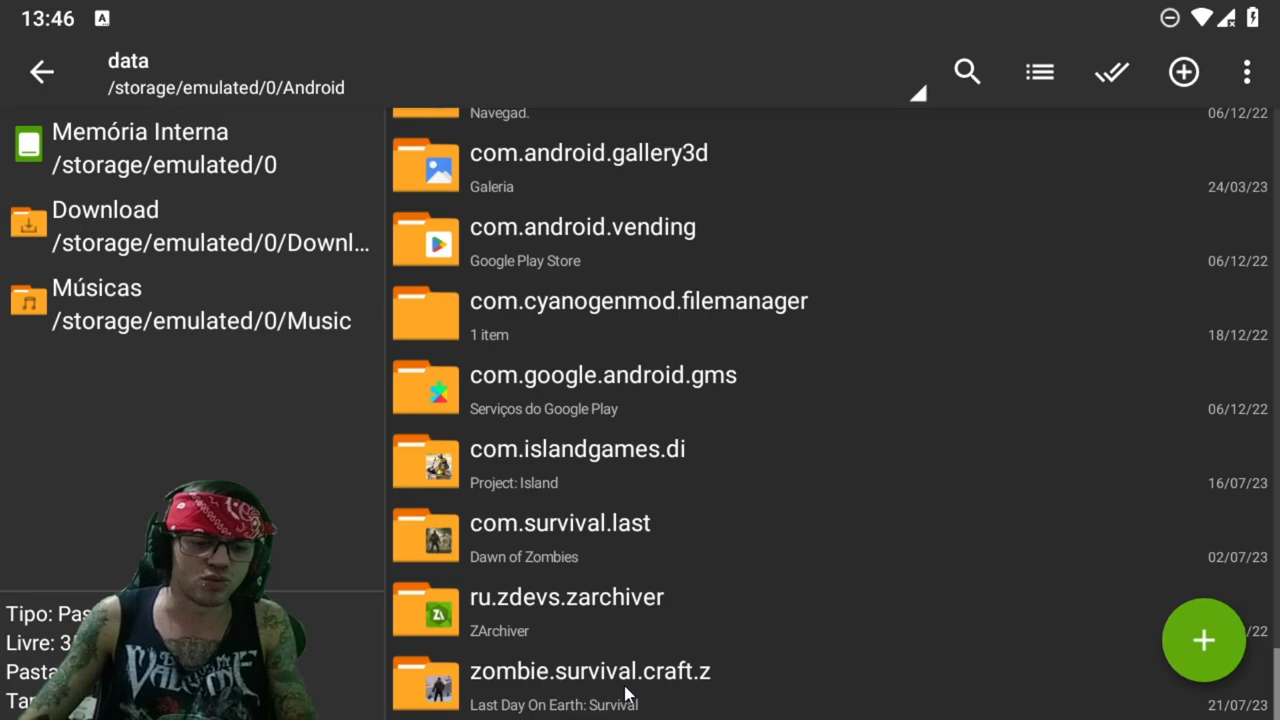 13:46
data
/storage/emulated/0/Android
Memória Interna
/storage/emulated/0
Download
/storage/emulated/0/Downl...
Músicas
/storage/emulated/0/Music
Tipo: Pas
Livre: 3
Pasta
Navegad.
06/12/22
com.android.gallery3d
Galeria
24/03/23
com.android.vending
Google Play Store
06/12/22
com.cyanogenmod.filemanager
1 item
18/12/22
com.google.android.gms
Serviços do Google Play
06/12/22
com.islandgames.di
Project: Island
16/07/23
com.survival.last
Dawn of Zombies
02/07/23
ru.zdevs.zarchiver
ZArchiver
/22
zombie.survival.craft.z
Last Day On Earth: Survival
21/07/23